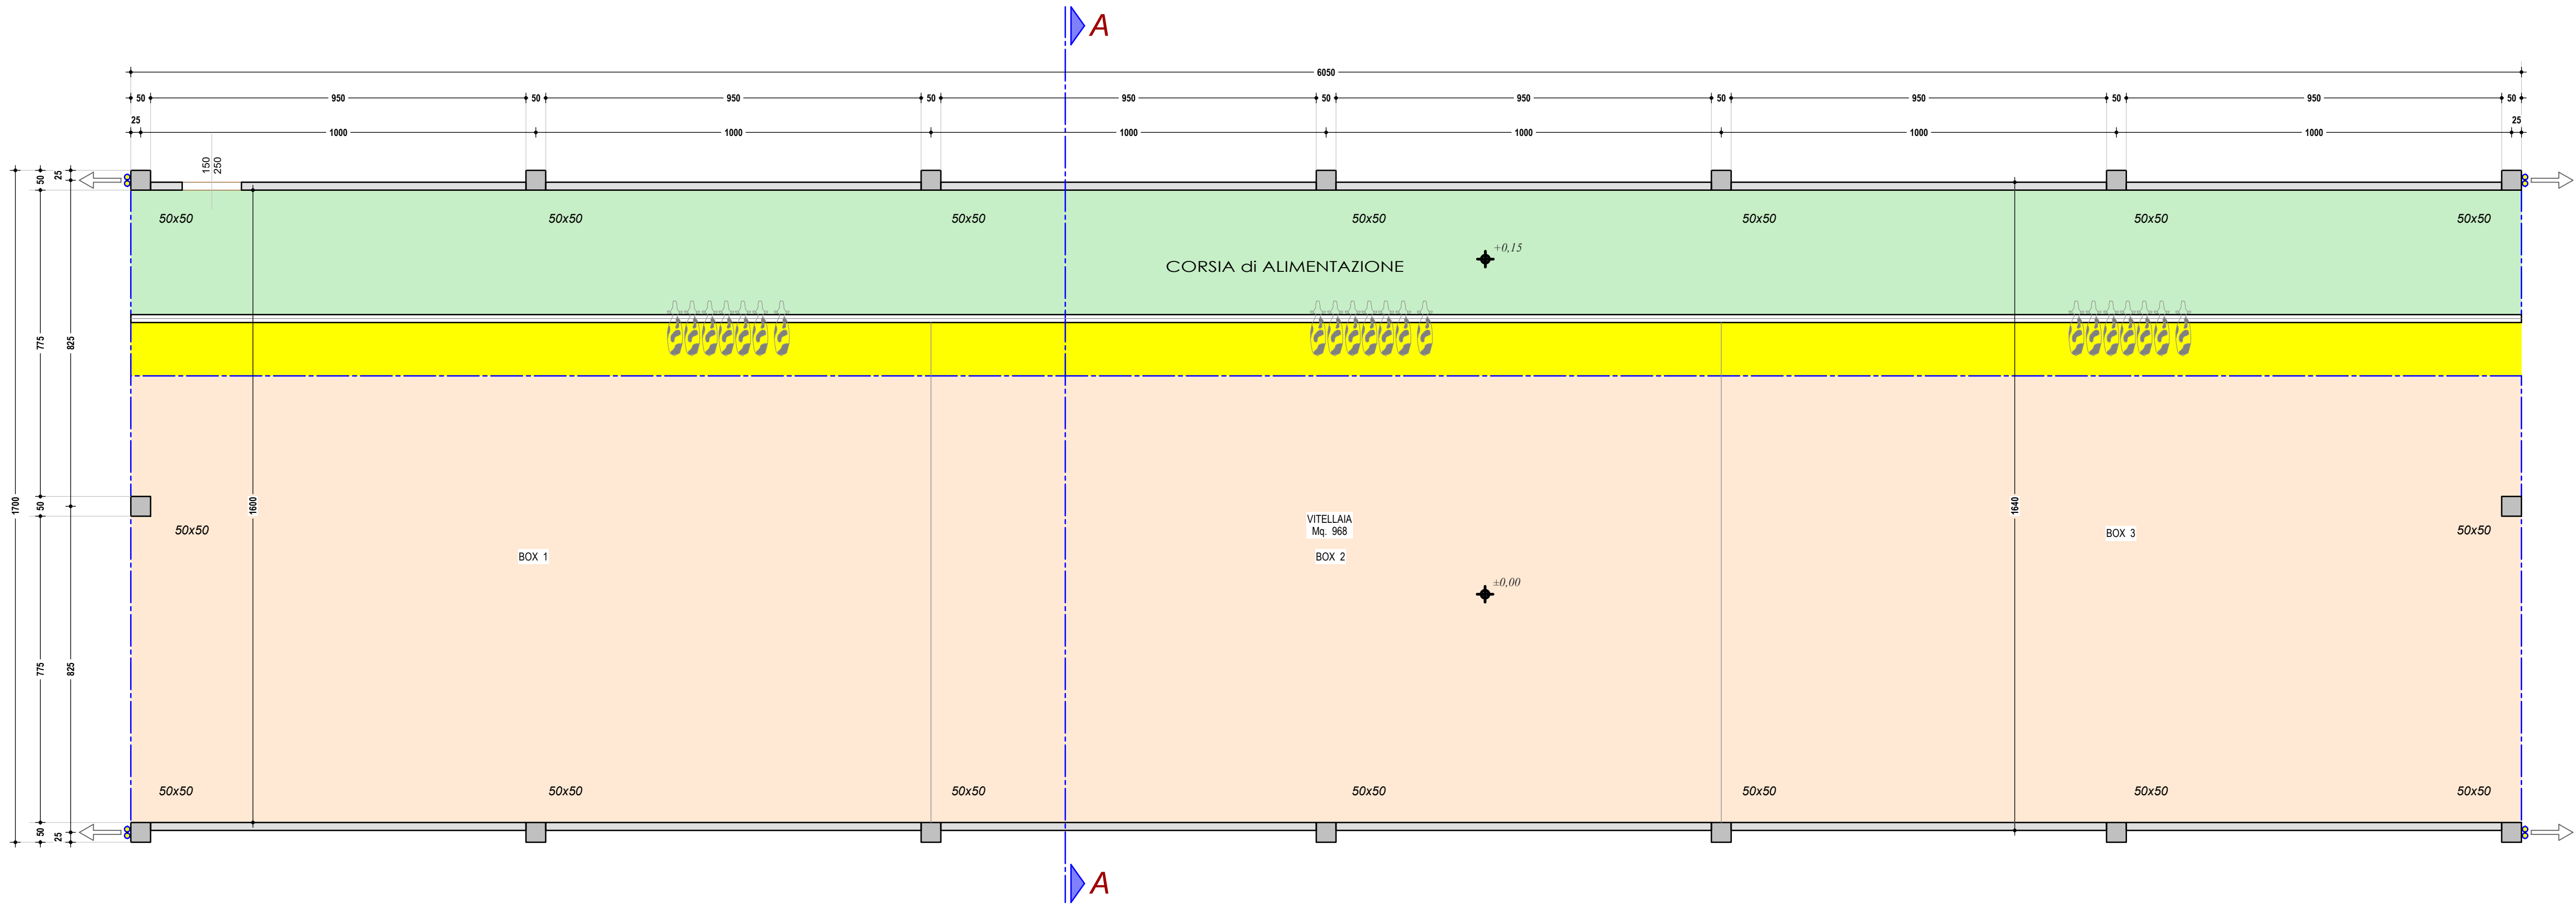 A
6050
50 950 50 950 50 950 50 950 50 950 50 950 50
25 1000 1000 1000 1000 1000 1000 25
150
250
50 25
50x50 50x50 50x50 50x50 50x50 50x50 50x50
+0,15
CORSIA di ALIMENTAZIONE
775 825
1700 50 1600 1640
50x50 50x50
VITELLAIA
Mq. 968
BOX 1 BOX 2 BOX 3
±0,00
775 825
50x50 50x50 50x50 50x50 50x50 50x50 50x50
50 25
A